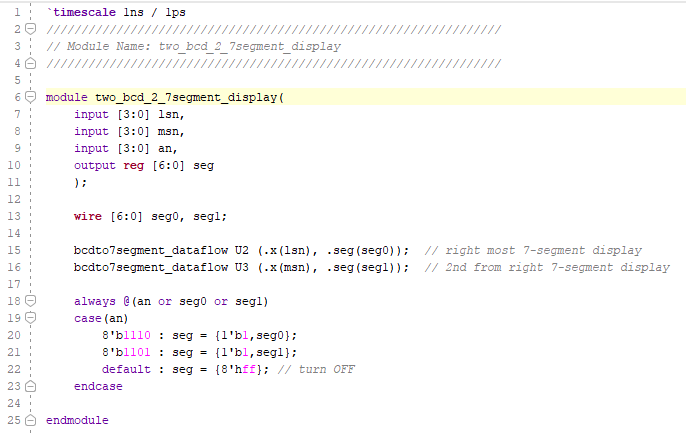 1 `timescale 1ns / 1ps
2 //////////////////////////////////////////////////////////////////
3 // Module Name: two_bcd_2_7segment_display
4 //////////////////////////////////////////////////////////////////
5
6 module two_bcd_2_7segment_display(
7 input [3:0] lsn,
8 input [3:0] msn,
9 input [3:0] an,
10 output reg [6:0] seg
11 );
12
13 wire [6:0] seg0, seg1;
14
15 bcdto7segment_dataflow U2 (.x(lsn), .seg(seg0)); // right most 7-segment display
16 bcdto7segment_dataflow U3 (.x(msn), .seg(seg1)); // 2nd from right 7-segment display
17
18 always @(an or seg0 or seg1)
19 case(an)
20 8'b1110 : seg = {1'b1,seg0};
21 8'b1101 : seg = {1'b1,seg1};
22 default : seg = {8'hff}; // turn OFF
23 endcase
24
25 endmodule